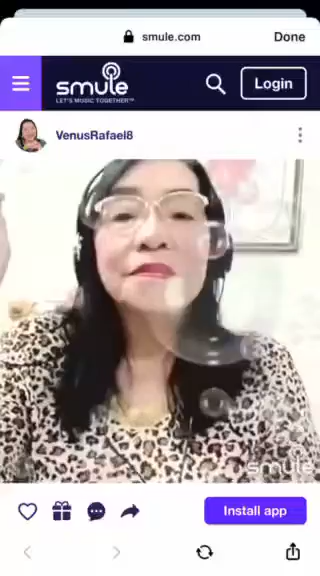 smule.com
Done
smule
LET'S MUSIC TOGETHER™
Login
VenusRafael8
smule
Install app